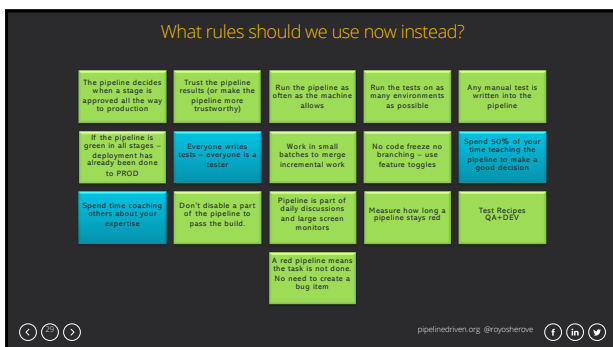 What rules should we use now instead?
The pipeline decides
when a stage is
approved all the way
to production
Trust the pipeline
results (or make the
pipeline more
trustworthy)
Run the pipeline as
often as the machine
allows
Run the tests on as
many environments
as possible
Any manual test is
written into the
pipeline
If the pipeline is
green in all stages –
deployment has
already been done
to PROD
Everyone writes
tests – everyone is a
tester
Work in small
batches to merge
incremental work
No code freeze no
branching – use
feature toggles
Spend 50% of your
time teaching the
pipeline to make a
good decision
Spend time coaching
others about your
expertise
Don't disable a part
of the pipeline to
pass the build.
Pipeline is part of
daily discussions
and large screen
monitors
Measure how long a
pipeline stays red
Test Recipes
QA+DEV
A red pipeline means
the task is not done.
No need to create a
bug item
29
pipelinedriven.org @royosherove